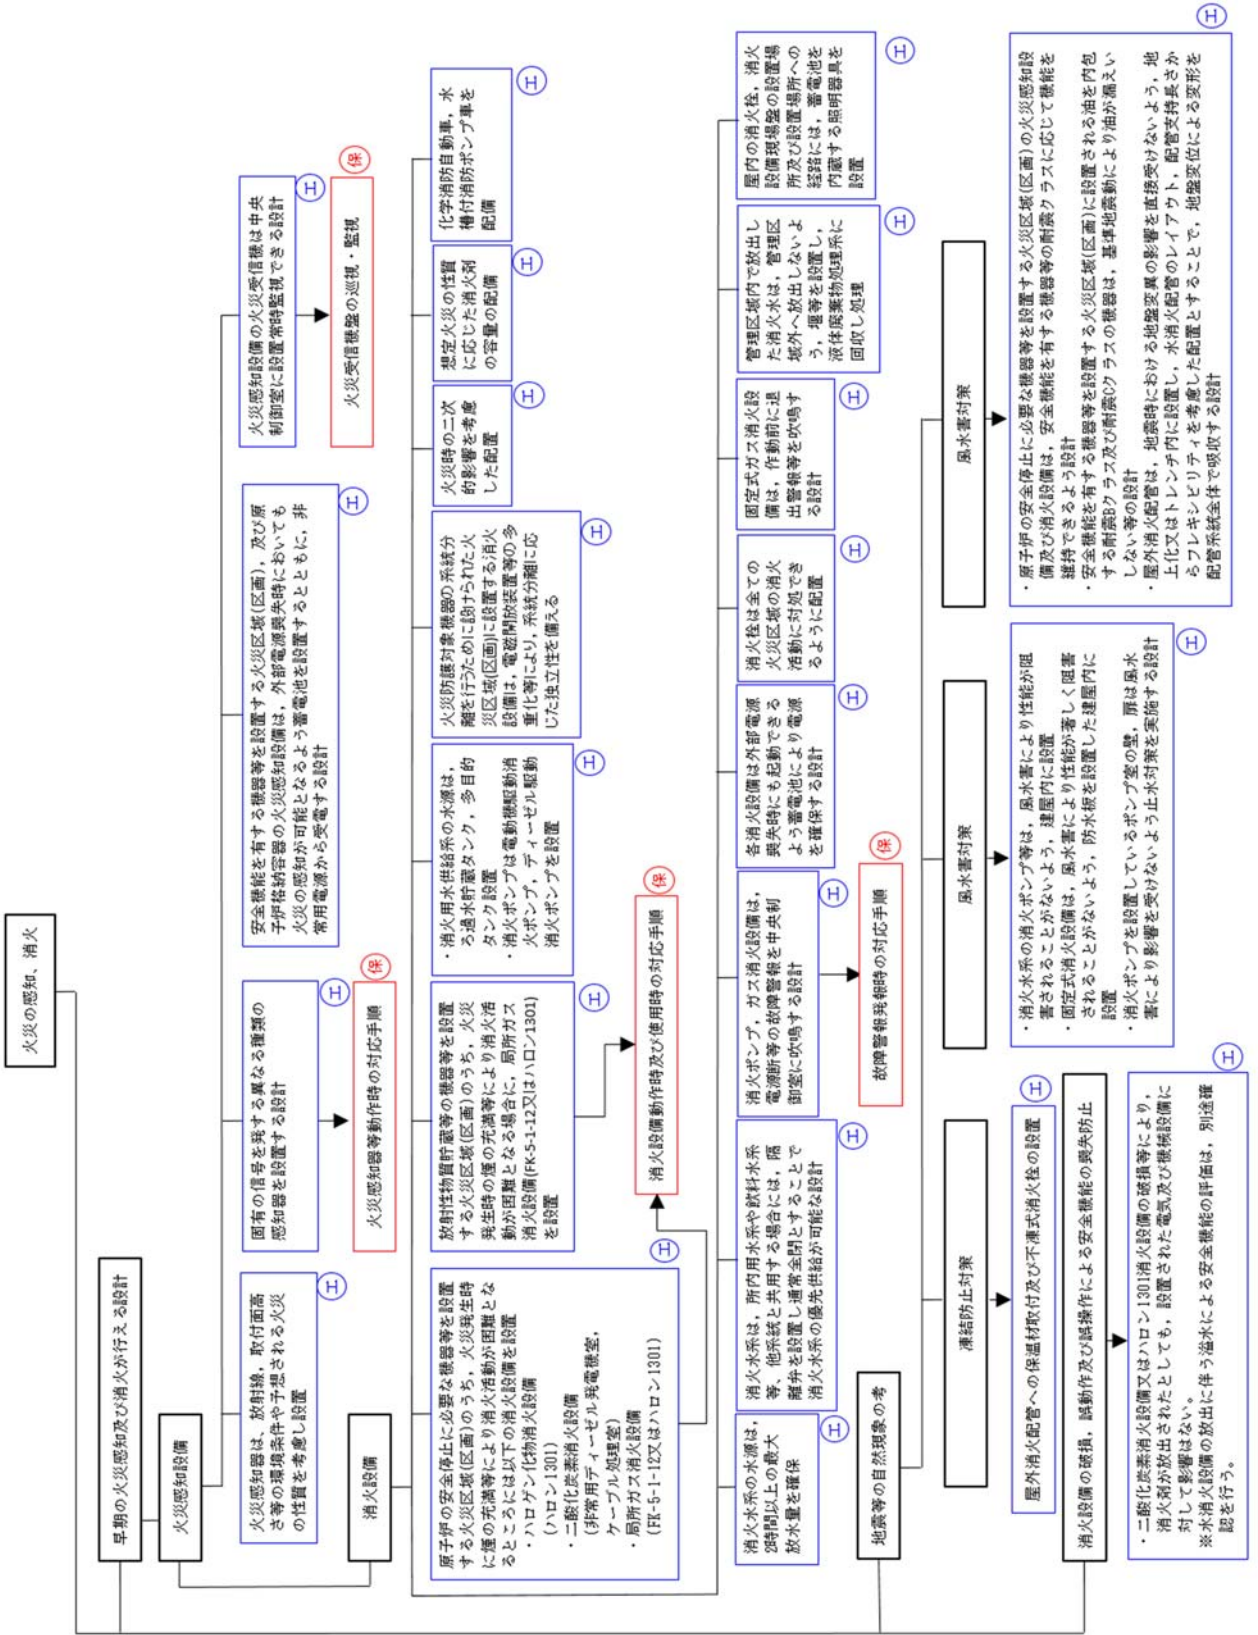 火災の感知、消火
早期の火災感知及び消火が行える設計
火災感知設備
火災感知器は、放射線，取付面高
さ等の環境条件や予想される火災
の性質を考慮し設置
エ
固有の信号を発する異なる種類の
感知器を設置する設計
エ
火災感知器等動作時の対応手順
保
安全機能を有する機器等を設置する火災区域(区画)，及び原
子炉格納容器の火災感知設備は，外部電源喪失時においても
火災の感知が可能となるよう蓄電池を設置するとともに，非
常用電源から受電する設計
エ
火災感知設備の火災受信機は中央
制御室に設置常時監視できる設計
エ
火災受信機盤の巡視・監視
保
消火設備
原子炉の安全停止に必要な機器等を設置
する火災区域(区画)のうち，火災発生時
に煙の充満等により消火活動が困難とな
るところには以下の消火設備を設置
・ハロゲン化物消火設備
(ハロン1301)
・二酸化炭素消火設備
(非常用ディーゼル発電機室，
ケーブル処理室)
・局所ガス消火設備
(FK-5-1-12又はハロン1301)
エ
放射性物質貯蔵等の機器等を設置
する火災区域(区画)のうち，火災
発生時の煙の充満等により消火活
動が困難となる場合に，局所ガス
消火設備(FK-5-1-12又はハロン1301)
を設置
エ
消火設備動作時及び使用時の対応手順
保
・消火用水供給系の水源は，
ろ過水貯蔵タンク，多目的
タンク設置
・消火ポンプは電動機駆動消
火ポンプ，ディーゼル駆動
消火ポンプを設置
エ
火災防護対象機器の系統分
離を行うために設けられた火
災区域(区画)に設置する消火
設備は，電磁開放装置等の多
重化等により，系統分離に応
じた独立性を備える
エ
火災時の二次
的影響を考慮
した配置
エ
想定火災の性質
に応じた消火剤
の容量の配備
エ
化学消防自動車，水
槽付消防ポンプ車を
配備
エ
消火水系の水源は，
2時間以上の最大
放水量を確保
エ
消火水系は，所内用水系や飲料水系
等，他系統と共用する場合には，隔
離弁を設置し通常全閉とすることで
消火水系の優先供給が可能な設計
エ
消火ポンプ，ガス消火設備は，
電源断等の故障警報を中央制
御室に吹鳴する設計
エ
故障警報発報時の対応手順
保
各消火設備は外部電源
喪失時にも起動できる
よう蓄電池により電源
を確保する設計
エ
消火栓は全ての
火災区域の消火
活動に対処でき
るように配置
エ
固定式ガス消火設
備は，作動前に退
出警報等を吹鳴す
る設計
エ
管理区域内で放出し
た消火水は，管理区
域外へ放出しないよ
う，堰等を設置し，
液体廃棄物処理系に
回収し処理
エ
屋内の消火栓，消火
設備現場盤の設置場
所及び設置場所への
経路には，蓄電池を
内蔵する照明器具を
設置
エ
地震等の自然現象の考
凍結防止対策
屋外消火配管への保温材取付及び不凍式消火栓の設置
エ
風水害対策
・消火水系の消火ポンプ等は，風水害により性能が阻
害されることがないよう，建屋内に設置
・固定式消火設備は，風水害により性能が著しく阻害
されることがないよう，防水板を設置した建屋内に
設置
・消火ポンプを設置しているポンプ室の壁，扉は風水
害により影響を受けないよう止水対策を実施する設計
エ
風水害対策
・原子炉の安全停止に必要な機器等を設置する火災区域(区画)の火災感知設
備及び消火設備は，安全機能を有する機器等の耐震クラスに応じて機能を
維持できるよう設計
・安全機能を有する機器等を設置する火災区域(区画)に設置される油を内包
する耐震Bクラス及び耐震Cクラスの機器は，基準地震動により油が漏えい
しない等の設計
・屋外消火配管は，地震時における地盤変異の影響を直接受けないよう，地
上化又はトレンチ内に設置し，水消火配管のレイアウト，配管支持長さか
らフレキシビリティを考慮した配置とすることで，地盤変位による変形を
配管系統全体で吸収する設計
エ
消火設備の破損，誤動作及び誤操作による安全機能の喪失防止
・二酸化炭素消火設備又はハロン1301消火設備の破損等により，
消火剤が放出されたとしても，設置された電気及び機械設備に
対して影響はない。
※水消火設備の放出に伴う溢水による安全機能の評価は，別途確
認を行う。
エ